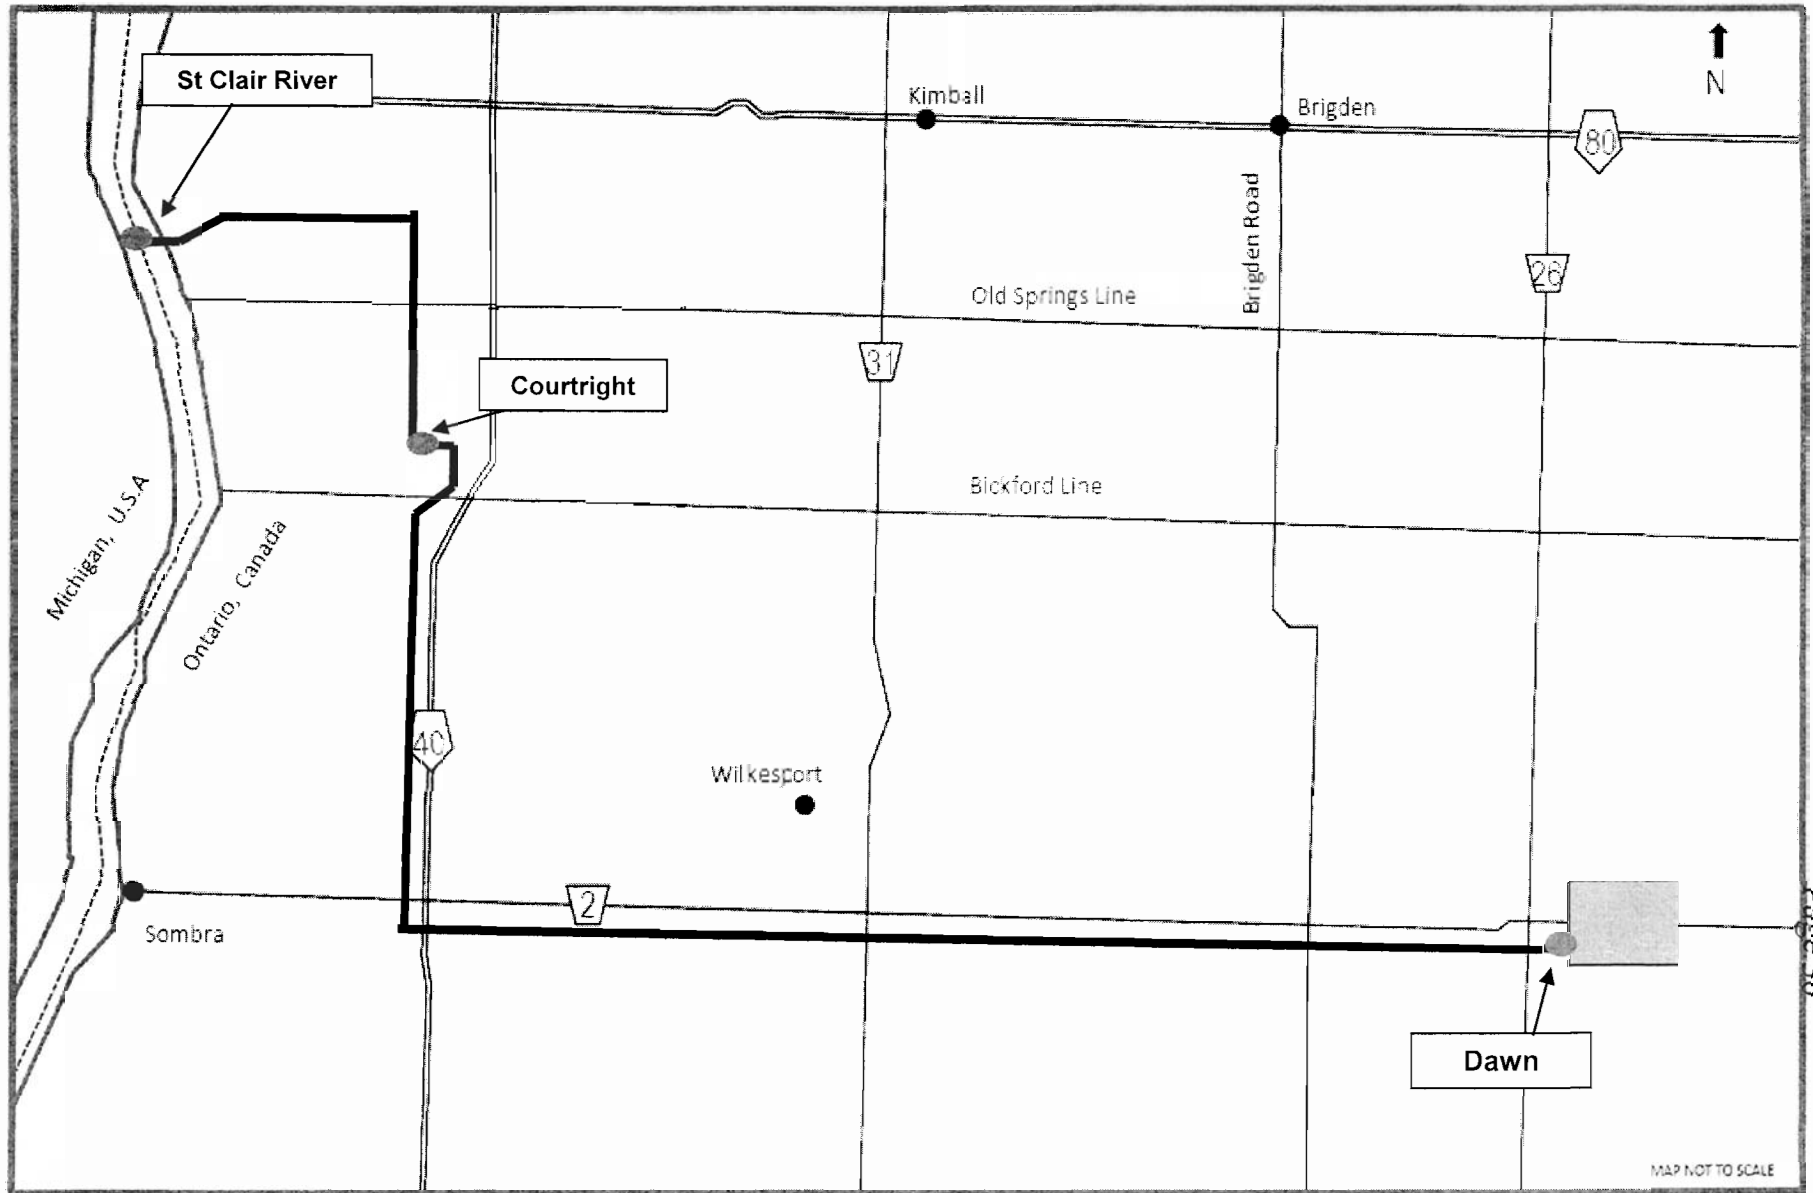 St Clair River
N
Kimball
Brigden
80
Brigden Road
26
Old Springs Line
31
Courtright
Bickford Line
Michigan, U.S.A
Ontario, Canada
40
Wilkesport
2
Sombra
Dawn
MAP NOT TO SCALE